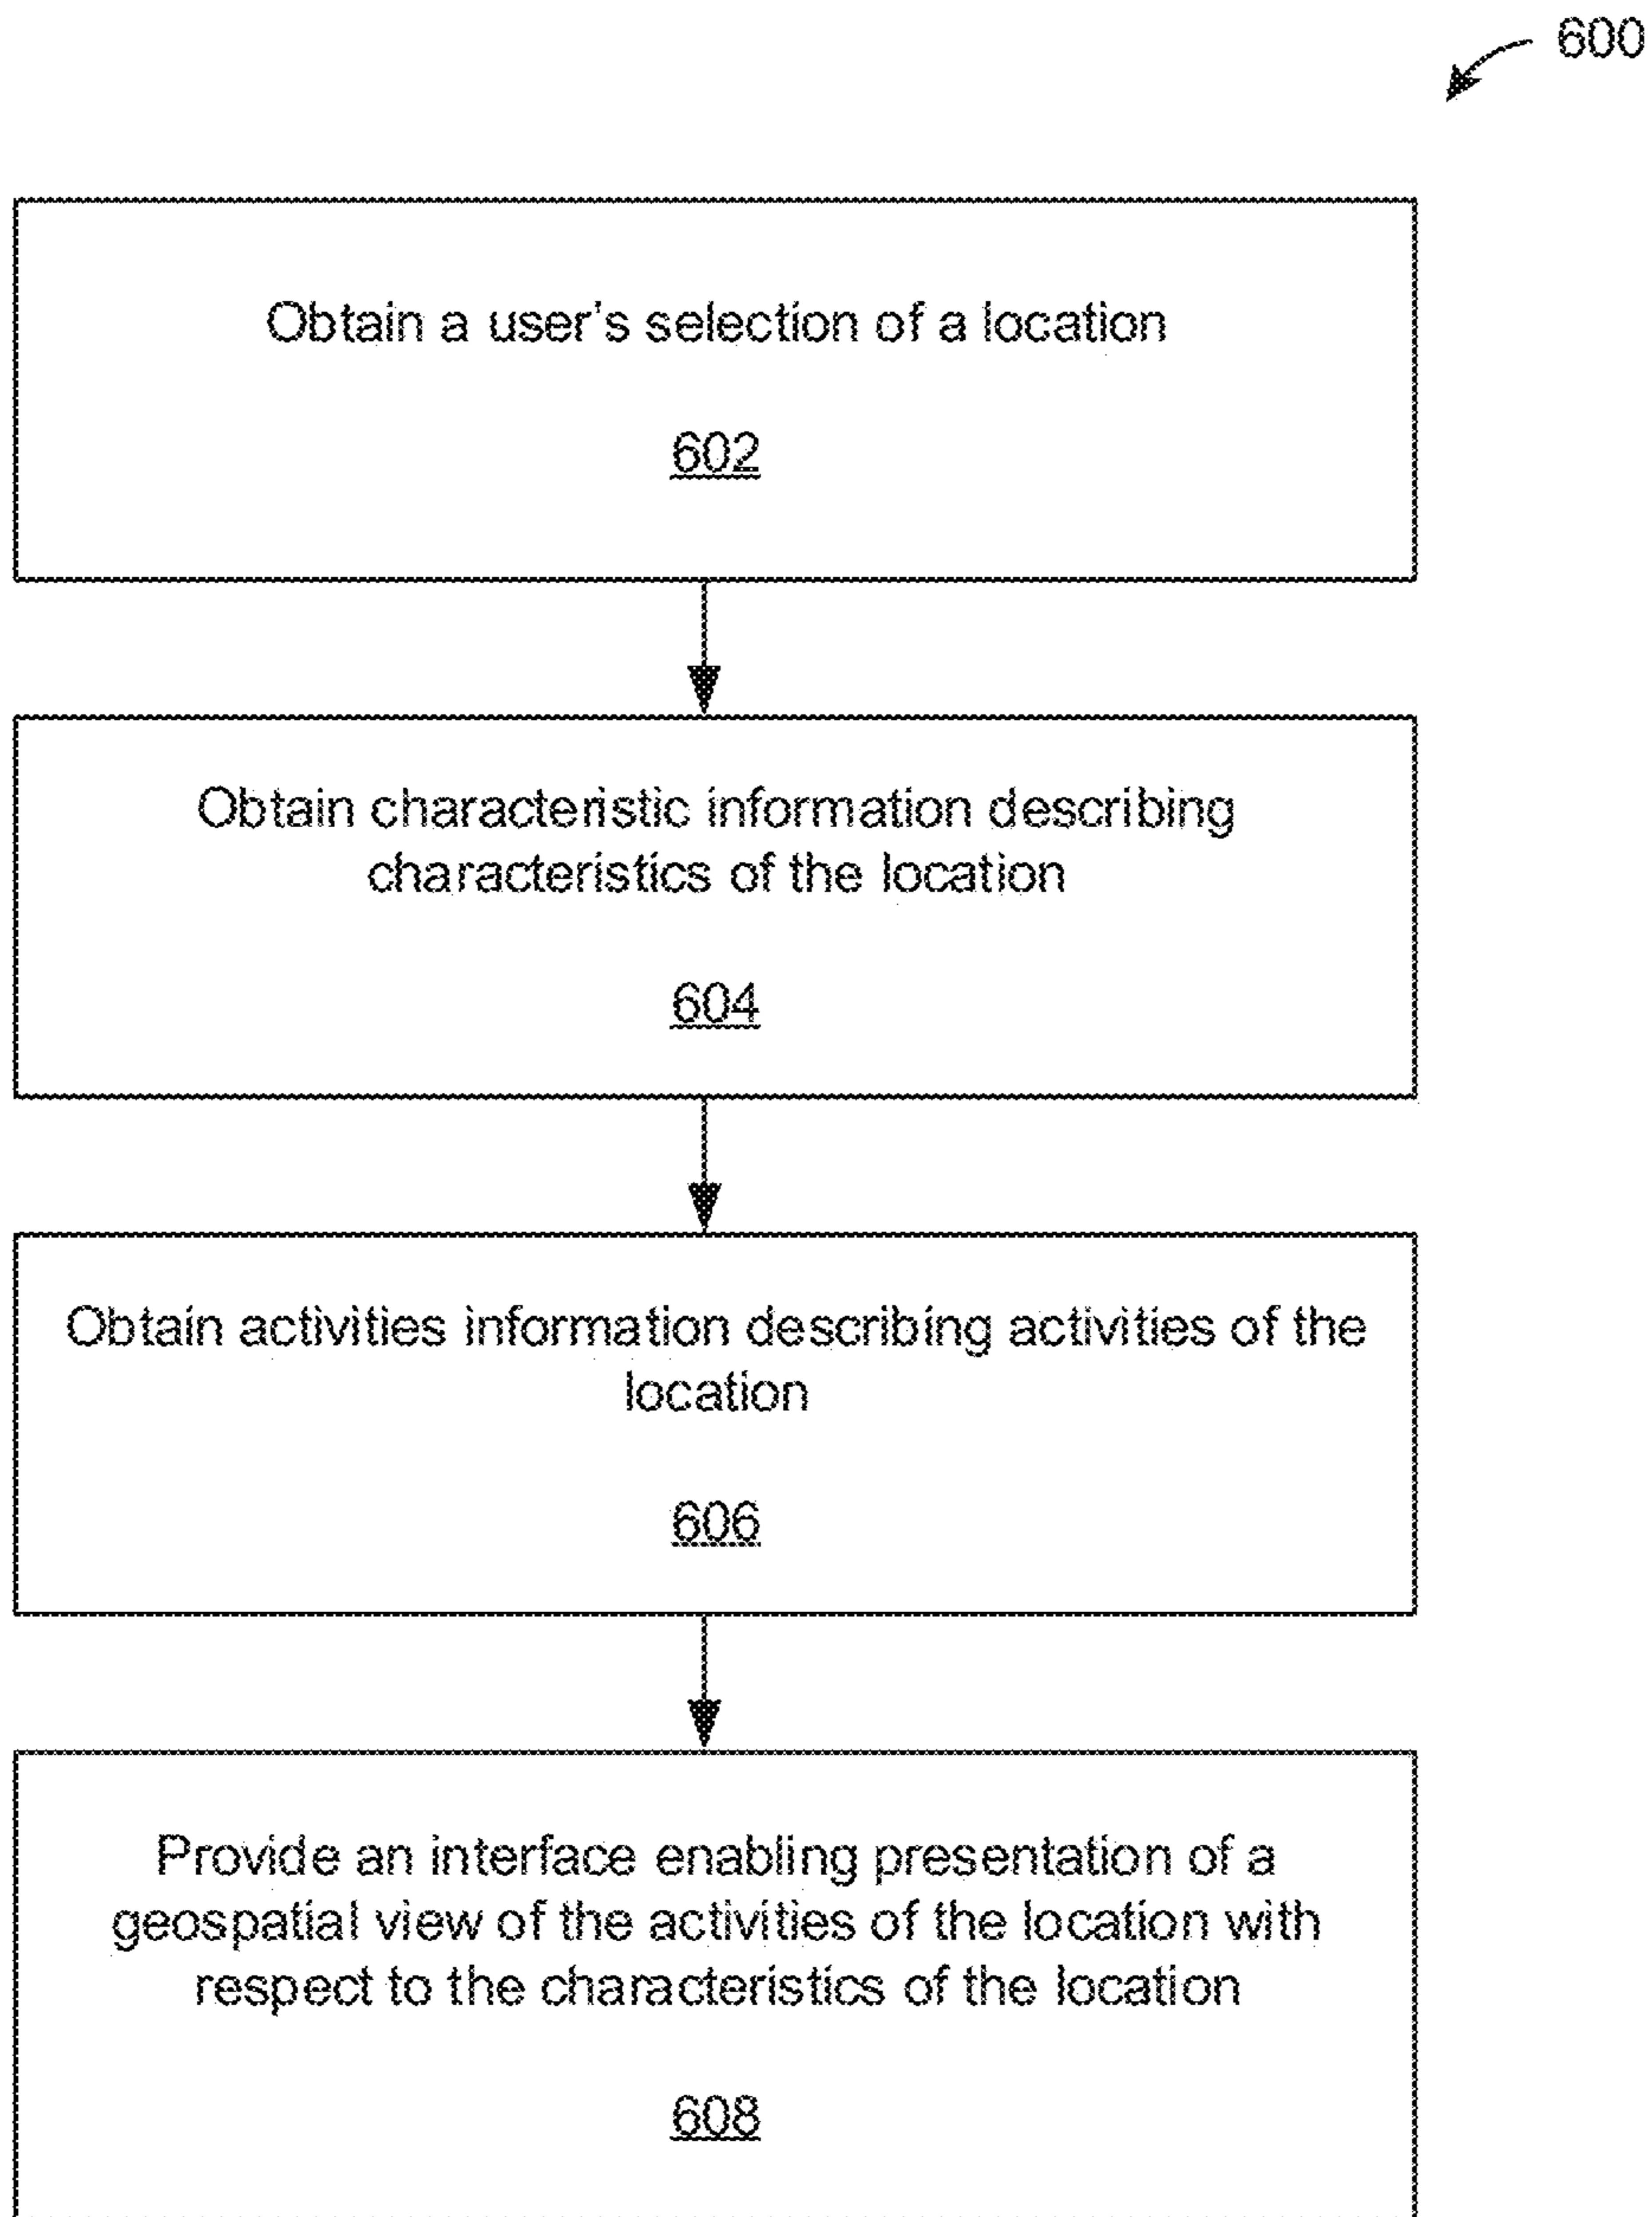 600
Obtain a user's selection of a location
602
Obtain characteristic information describing
characteristics of the location
604
Obtain activities information describing activities of the
location
606
Provide an interface enabling presentation of a
geospatial view of the activities of the location with
respect to the characteristics of the location
608